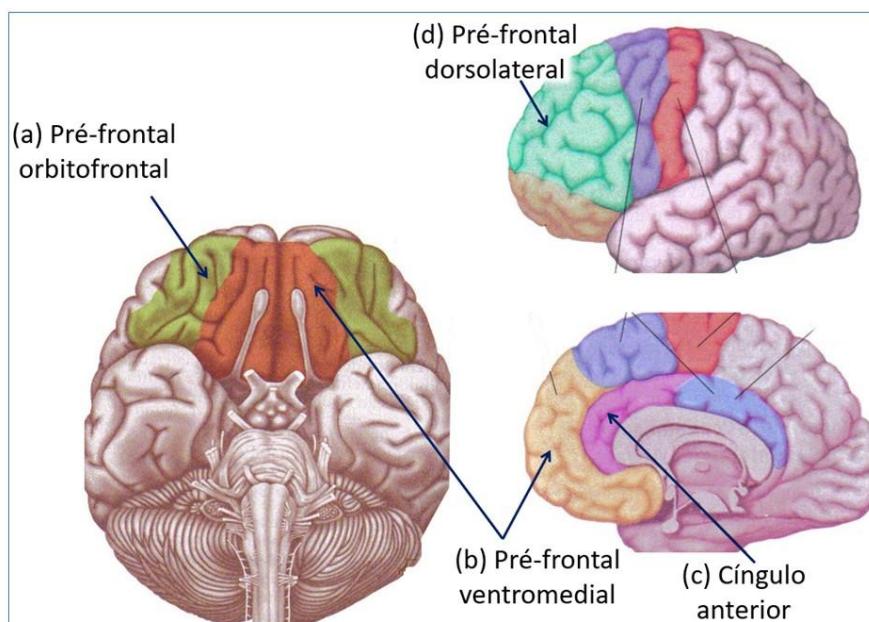 (d) Pré-frontal
dorsolateral
(a) Pré-frontal
orbitofrontal
(b) Pré-frontal
ventromedial
(c) Cíngulo
anterior